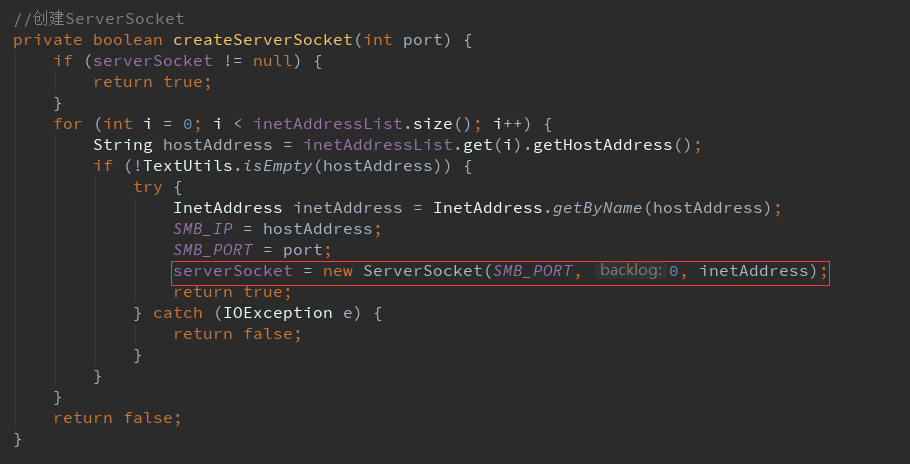 //创建ServerSocket
private boolean createServerSocket(int port) {
    if (serverSocket != null) {
        return true;
    }
    for (int i = 0; i < inetAddressList.size(); i++) {
        String hostAddress = inetAddressList.get(i).getHostAddress();
        if (!TextUtils.isEmpty(hostAddress)) {
            try {
                InetAddress inetAddress = InetAddress.getByName(hostAddress);
                SMB_IP = hostAddress;
                SMB_PORT = port;
                serverSocket = new ServerSocket(SMB_PORT, backlog: 0, inetAddress);
                return true;
            } catch (IOException e) {
                return false;
            }
        }
    }
    return false;
}